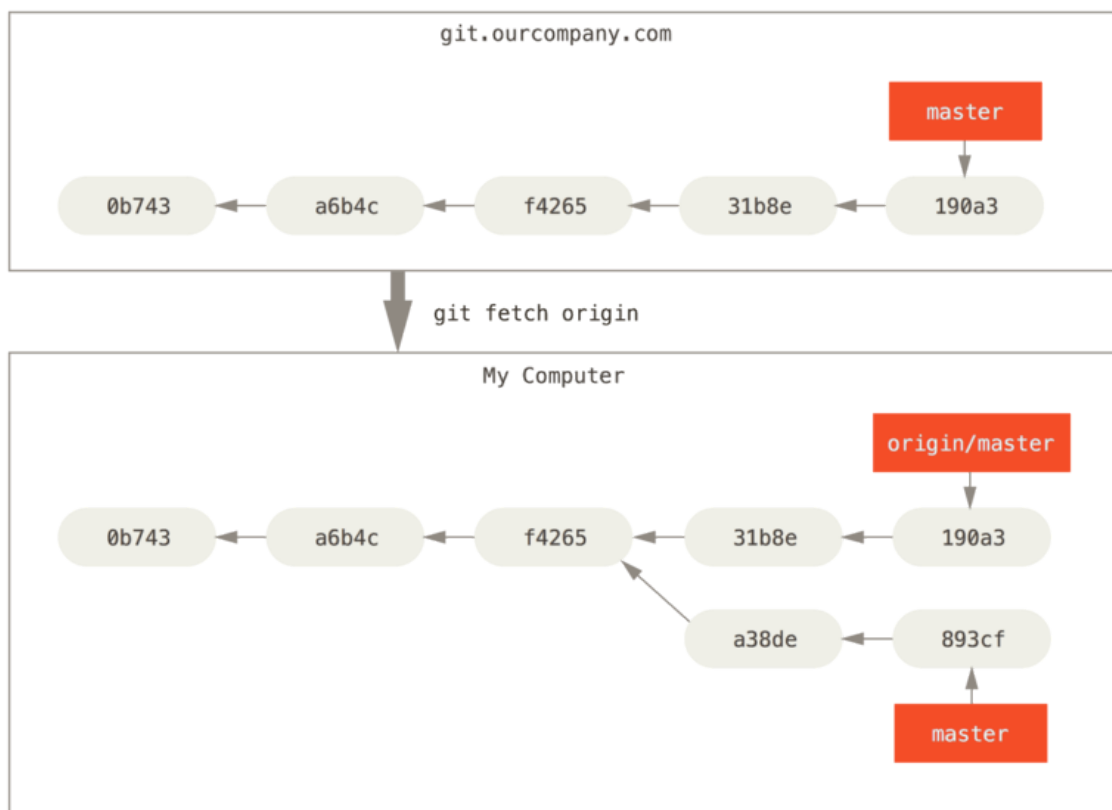 git.ourcompany.com
master
0b743 a6b4c f4265 31b8e 190a3
git fetch origin
My Computer
origin/master
0b743 a6b4c f4265 31b8e 190a3
a38de 893cf
master